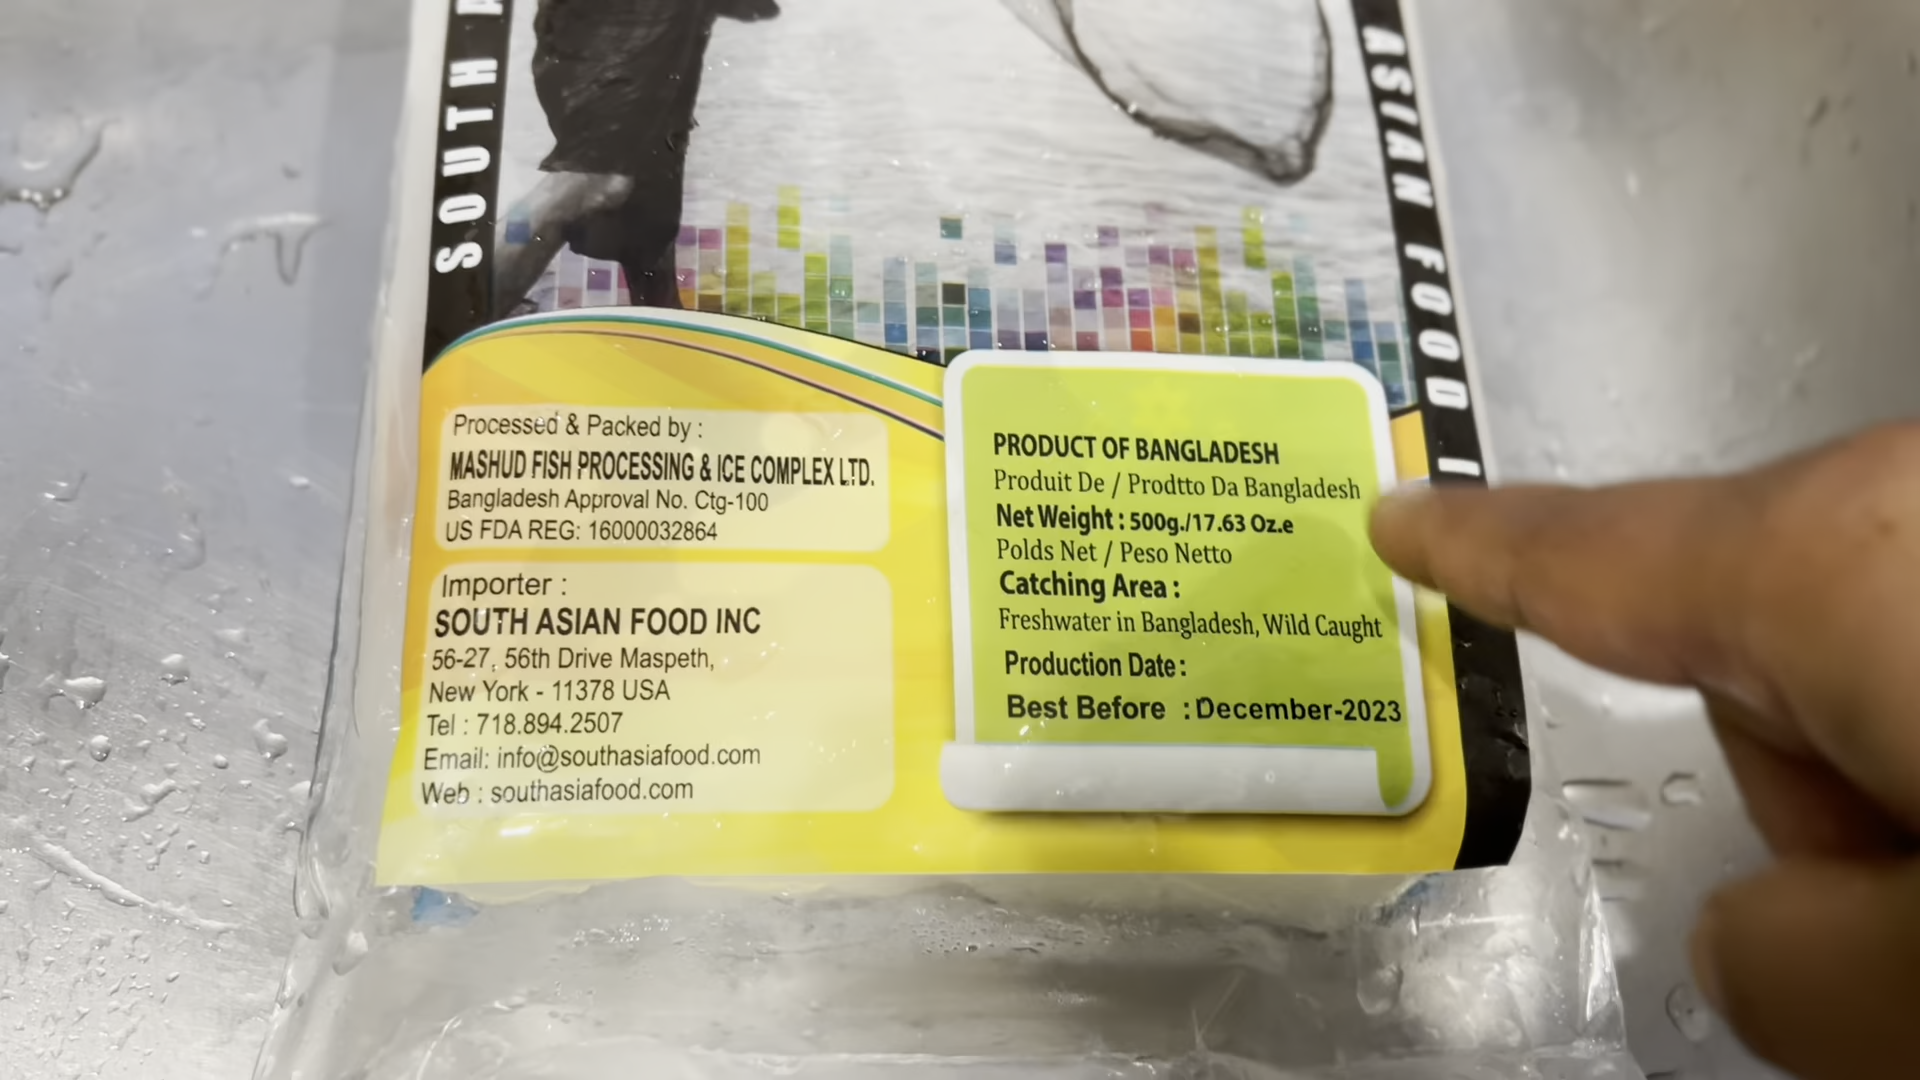 SOUTH A
ASIAN FOOD I
Processed & Packed by :
MASHUD FISH PROCESSING & ICE COMPLEX LTD.
Bangladesh Approval No. Ctg-100
US FDA REG: 16000032864
Importer :
SOUTH ASIAN FOOD INC
56-27, 56th Drive Maspeth,
New York - 11378 USA
Tel : 718.894.2507
Email: info@southasiafood.com
Web : southasiafood.com
PRODUCT OF BANGLADESH
Produit De / Prodtto Da Bangladesh
Net Weight : 500g./17.63 Oz.e
Polds Net / Peso Netto
Catching Area :
Freshwater in Bangladesh, Wild Caught
Production Date :
Best Before : December-2023